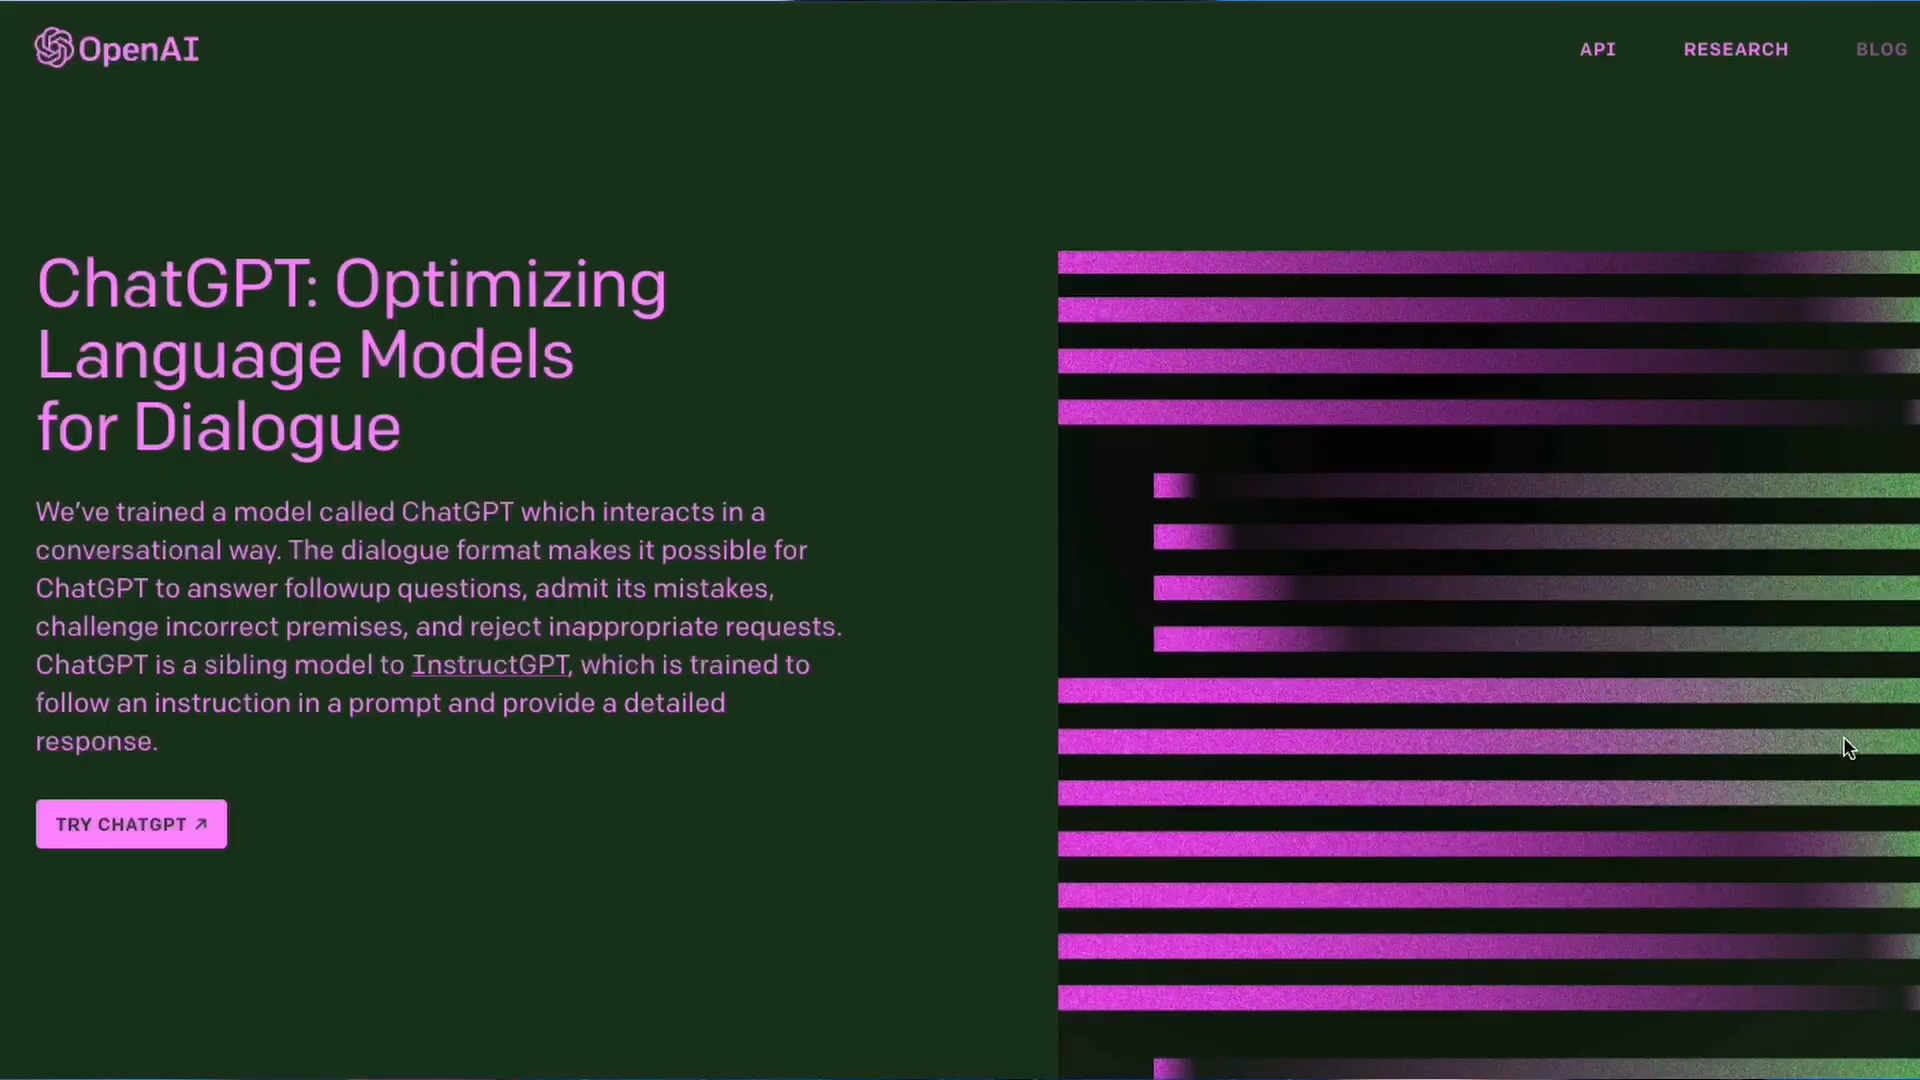 OpenAI
API
RESEARCH
BLOG
ChatGPT: Optimizing
Language Models
for Dialogue
We’ve trained a model called ChatGPT which interacts in a
conversational way. The dialogue format makes it possible for
ChatGPT to answer followup questions, admit its mistakes,
challenge incorrect premises, and reject inappropriate requests.
ChatGPT is a sibling model to InstructGPT, which is trained to
follow an instruction in a prompt and provide a detailed
response.
TRY CHATGPT ↗